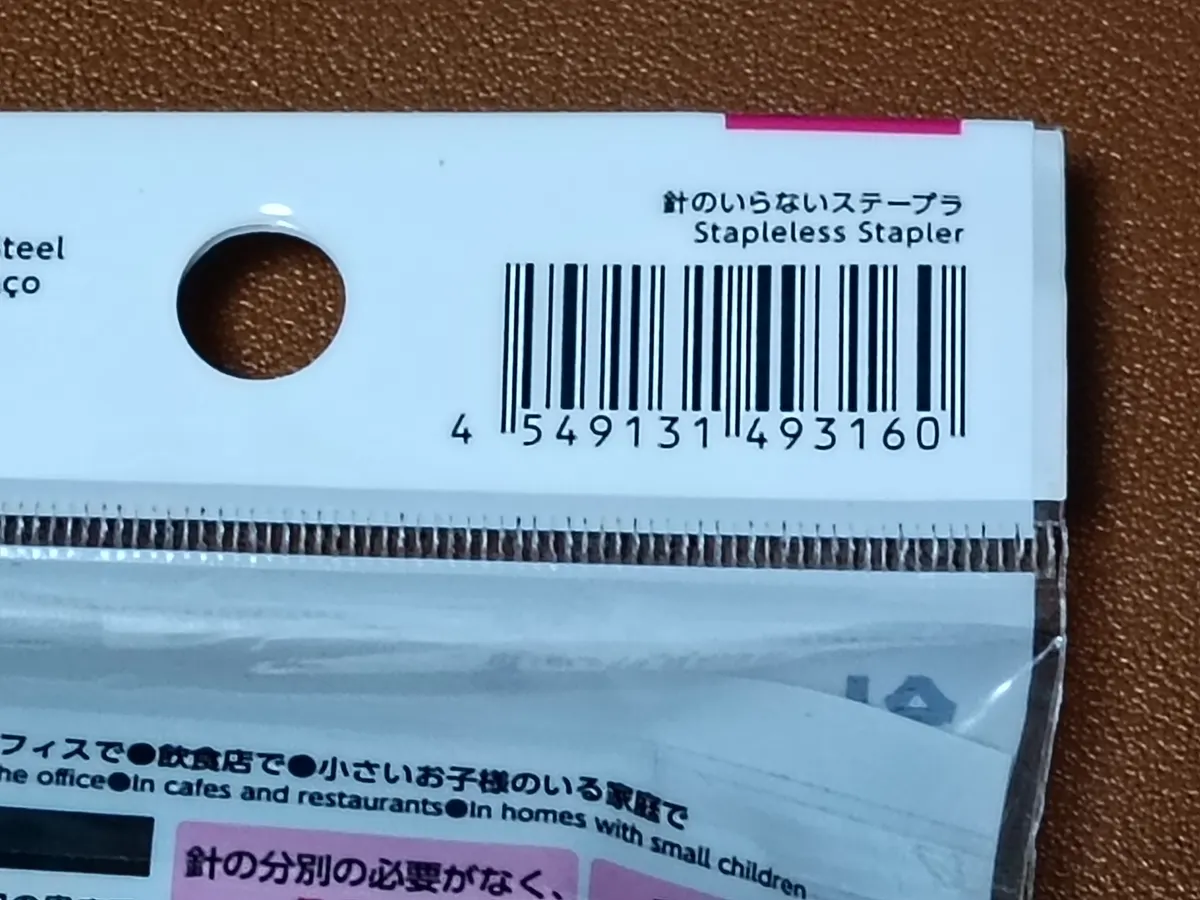 針のいらないステープラ
Stapleless Stapler
teel
ço
4 549131 493160
フィスで●飲食店で●小さいお子様のいる家庭で
he office●In cafes and restaurants●In homes with small children
針の分別の必要がなく、